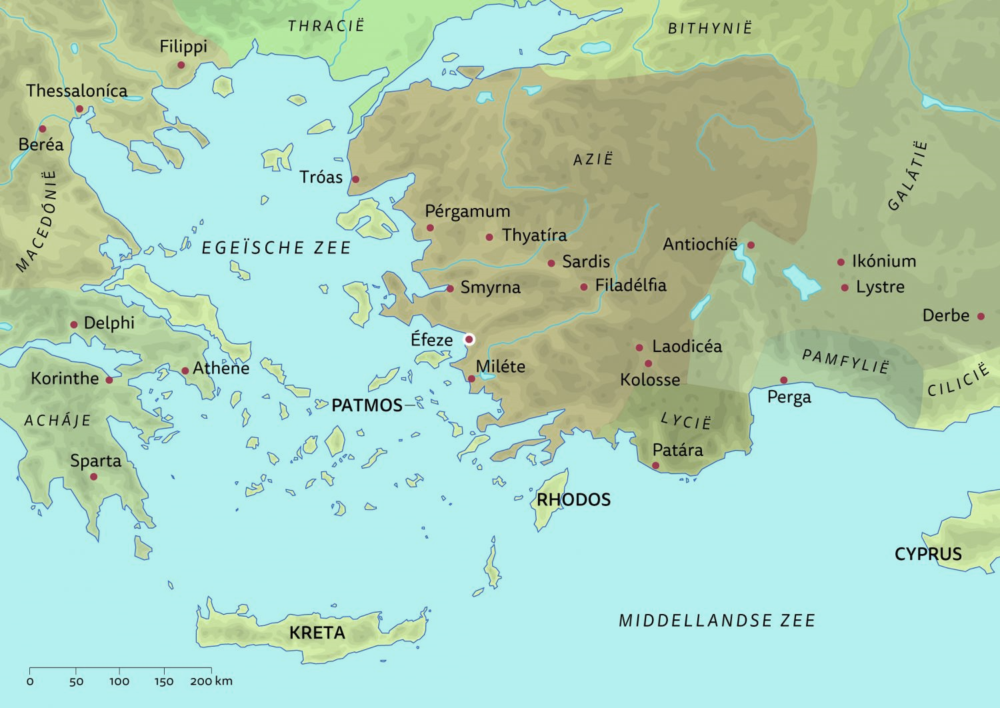 THRACIË
BITHYNIË
Filippi
Thessaloníca
Beréa
AZIË
GALÁTIË
Tróas
MACEDÓNIË
Pérgamum
Thyatíra
EGEÏSCHE ZEE
Antiochíë
Sardis
Ikónium
Smyrna
Filadélfia
Lystre
Derbe
Delphi
Éfeze
Laodicéa
PAMFYLIË
Athene
Miléte
Korinthe
Kolosse
CILICIË
Perga
PATMOS
ACHÁJE
LYCIË
Sparta
Patára
RHODOS
CYPRUS
MIDDELLANDSE ZEE
KRETA
0 50 100 150 200 km